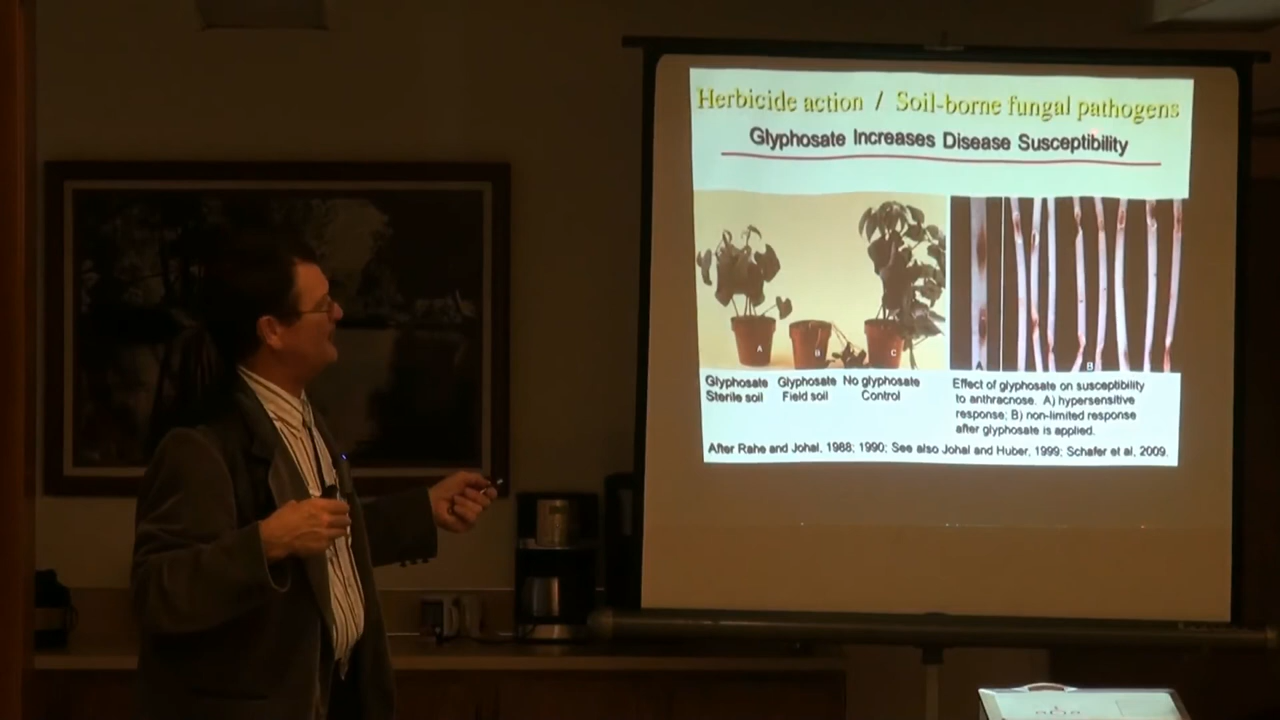 Herbicide action / Soil-borne fungal pathogens
Glyphosate Increases Disease Susceptibility
A B C
A B
Glyphosate Sterile soil
Glyphosate Field soil
No glyphosate Control
Effect of glyphosate on susceptibility
to anthracnose. A) hypersensitive
response; B) non-limited response
after glyphosate is applied.
After Rahe and Johal, 1988; 1990; See also Johal and Huber, 1999; Schafer et al, 2009.